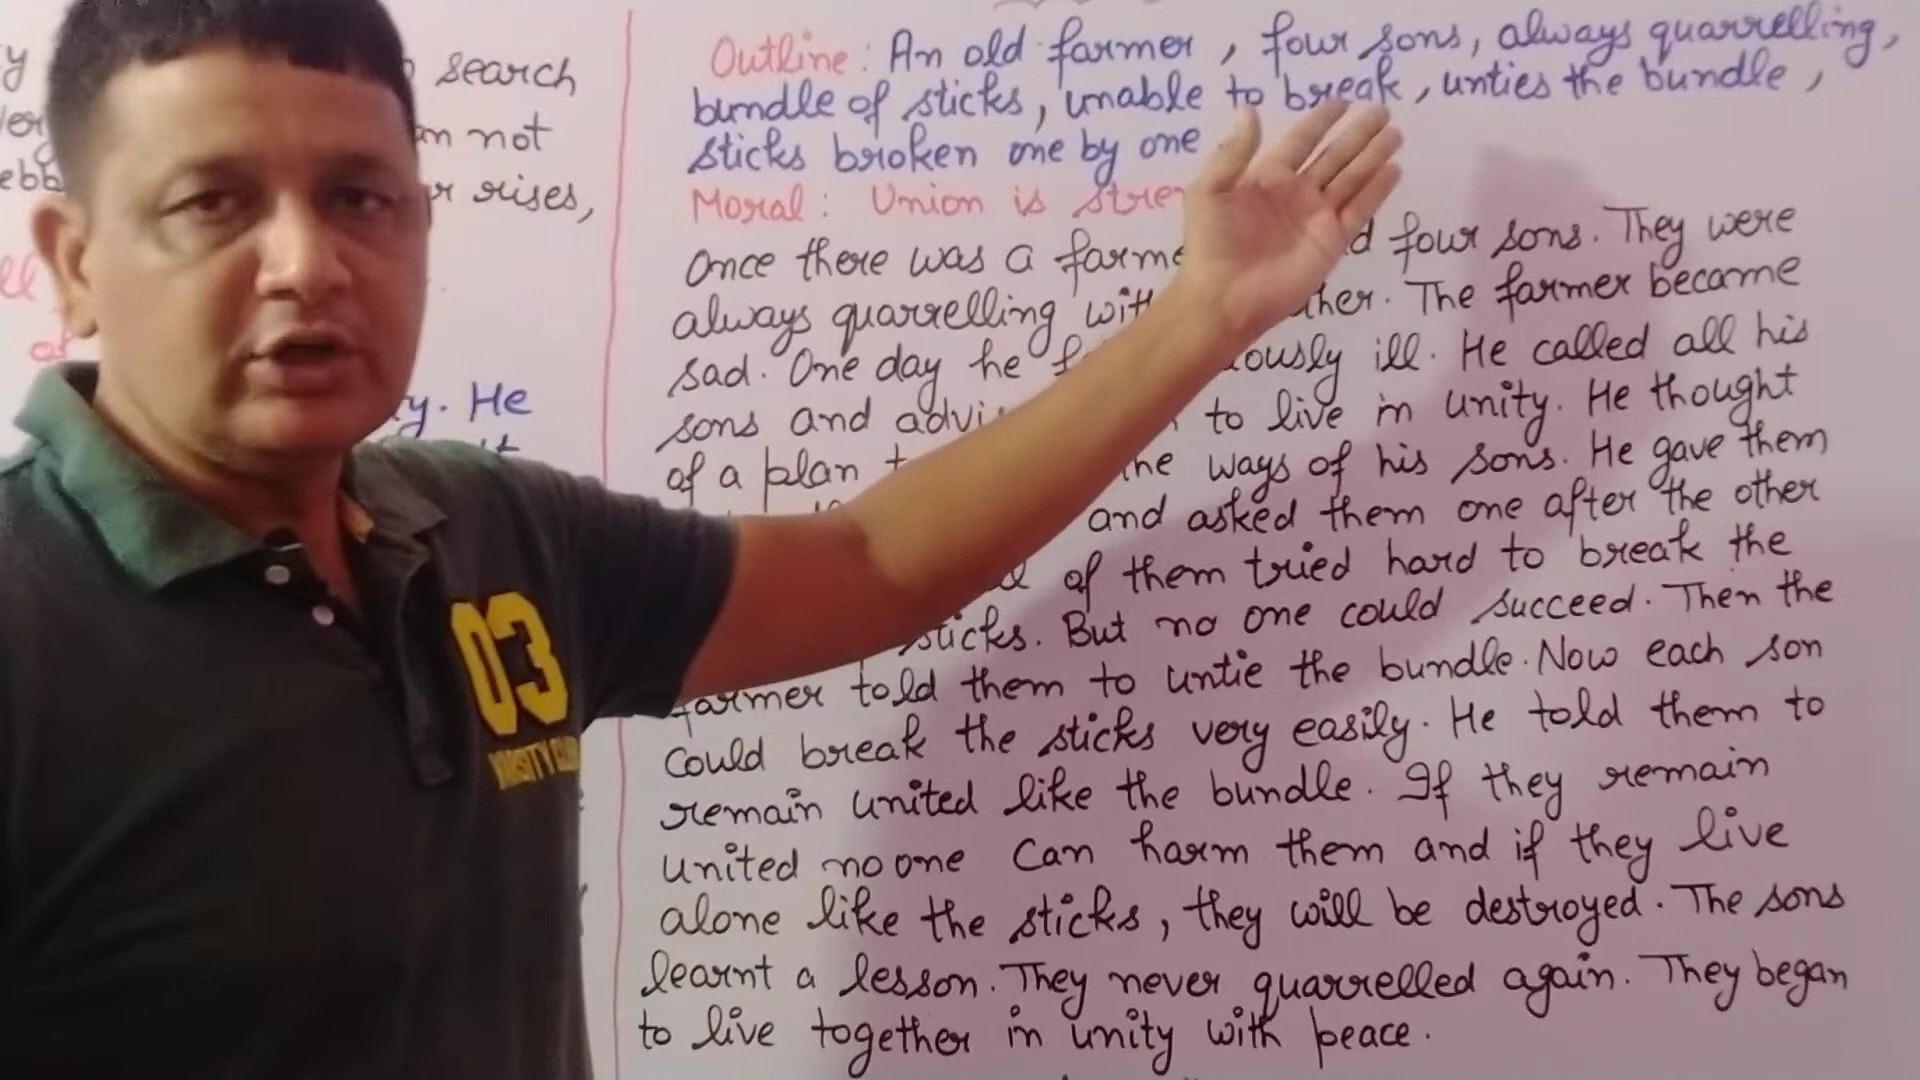 search
not
rises,
He
Outline: An old farmer, four sons, always quarrelling,
bundle of sticks, unable to break, unties the bundle,
sticks broken one by one
Moral: Union is
Once there was a four sons. They were
always quarrelling The farmer became
sad. One day he ill. He called all his
sons and to live in unity. He thought
of a plan ways of his sons. He gave them
and asked them one after the other
of them tried hard to break the
sticks. But no one could succeed. Then the
farmer told them to untie the bundle. Now each son
could break the sticks very easily. He told them to
remain united like the bundle. If they remain
united no one can harm them and if they live
alone like the sticks, they will be destroyed. The sons
learnt a lesson. They never quarrelled again. They began
to live together in unity with peace.
03